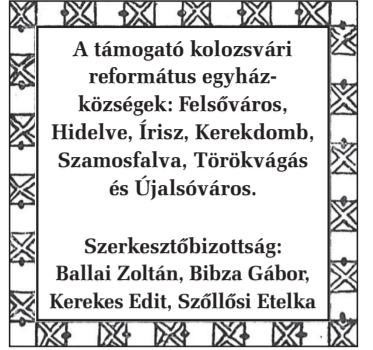 A támogató kolozsvári
református egyház-
községek: Felsőváros,
Hidelve, Írisz, Kerekdomb,
Szamosfalva, Törökvágás
és Újalsóváros.
Szerkesztőbizottság:
Ballai Zoltán, Bibza Gábor,
Kerekes Edit, Szőllősi Etelka